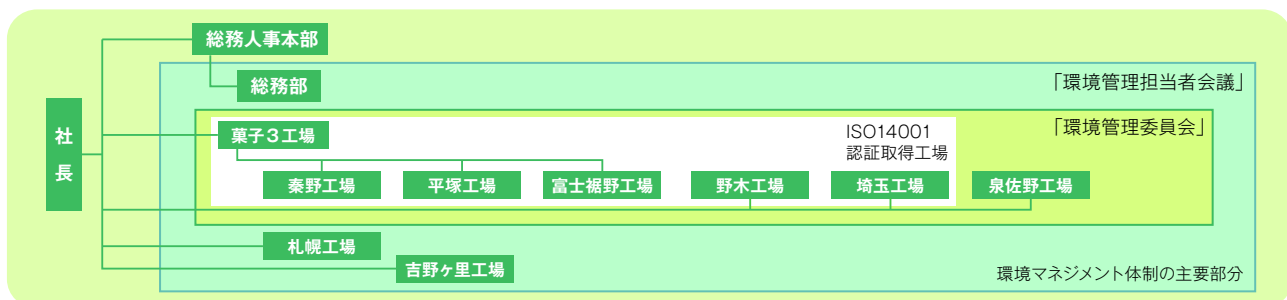 総務人事本部
総務部
「環境管理担当者会議」
社長
菓子3工場
ISO14001
認証取得工場
「環境管理委員会」
秦野工場
平塚工場
富士裾野工場
野木工場
埼玉工場
泉佐野工場
札幌工場
吉野ヶ里工場
環境マネジメント体制の主要部分